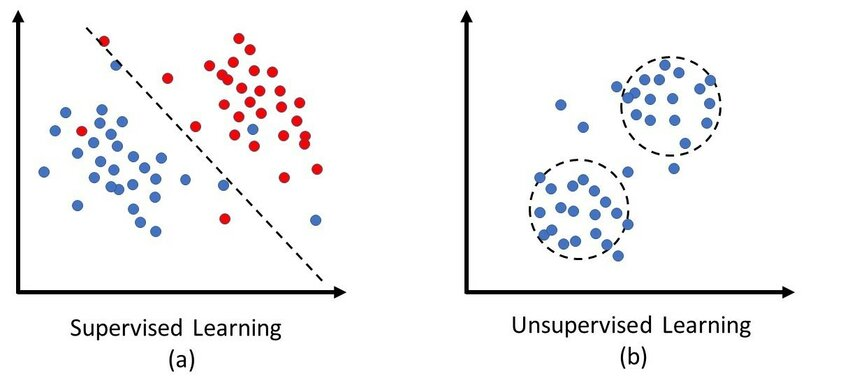 Supervised Learning
(a)
Unsupervised Learning
(b)